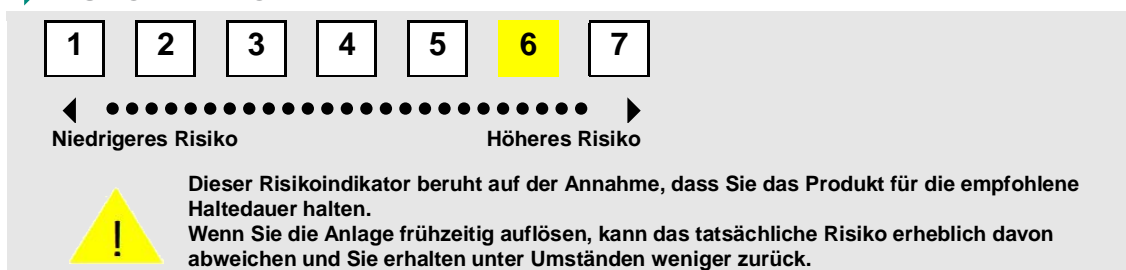 1 2 3 4 5 6 7
Niedrigeres Risiko Höheres Risiko
Dieser Risikoindikator beruht auf der Annahme, dass Sie das Produkt für die empfohlene
Haltedauer halten.
!
Wenn Sie die Anlage frühzeitig auflösen, kann das tatsächliche Risiko erheblich davon
abweichen und Sie erhalten unter Umständen weniger zurück.